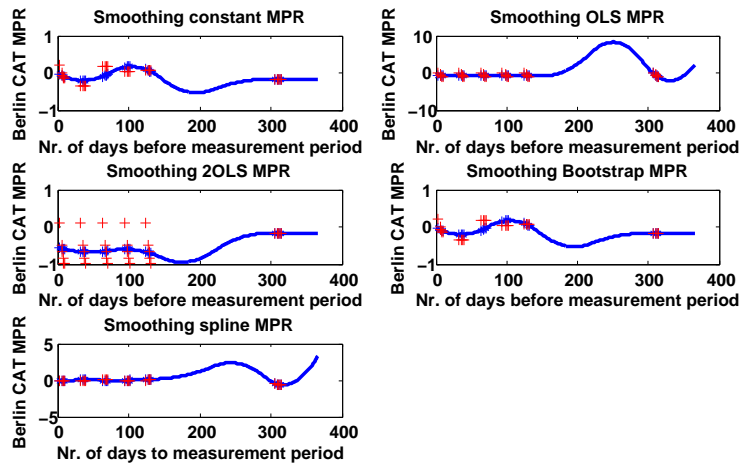 Smoothing constant MPR
Berlin CAT MPR
1
0
−1
0 100 200 300 400
Nr. of days before measurement period
Smoothing OLS MPR
Berlin CAT MPR
10
0
−10
0 100 200 300 400
Nr. of days before measurement period
Smoothing 2OLS MPR
Berlin CAT MPR
1
0
−1
0 100 200 300 400
Nr. of days before measurement period
Smoothing Bootstrap MPR
Berlin CAT MPR
1
0
−1
0 100 200 300 400
Nr. of days before measurement period
Smoothing spline MPR
Berlin CAT MPR
5
0
−5
0 100 200 300 400
Nr. of days to measurement period